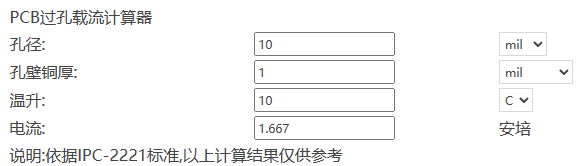 PCB过孔载流计算器
孔径: 10 mil
孔壁铜厚: 1 mil
温升: 10 C
电流: 1.667 安培
说明:依据IPC-2221标准,以上计算结果仅供参考